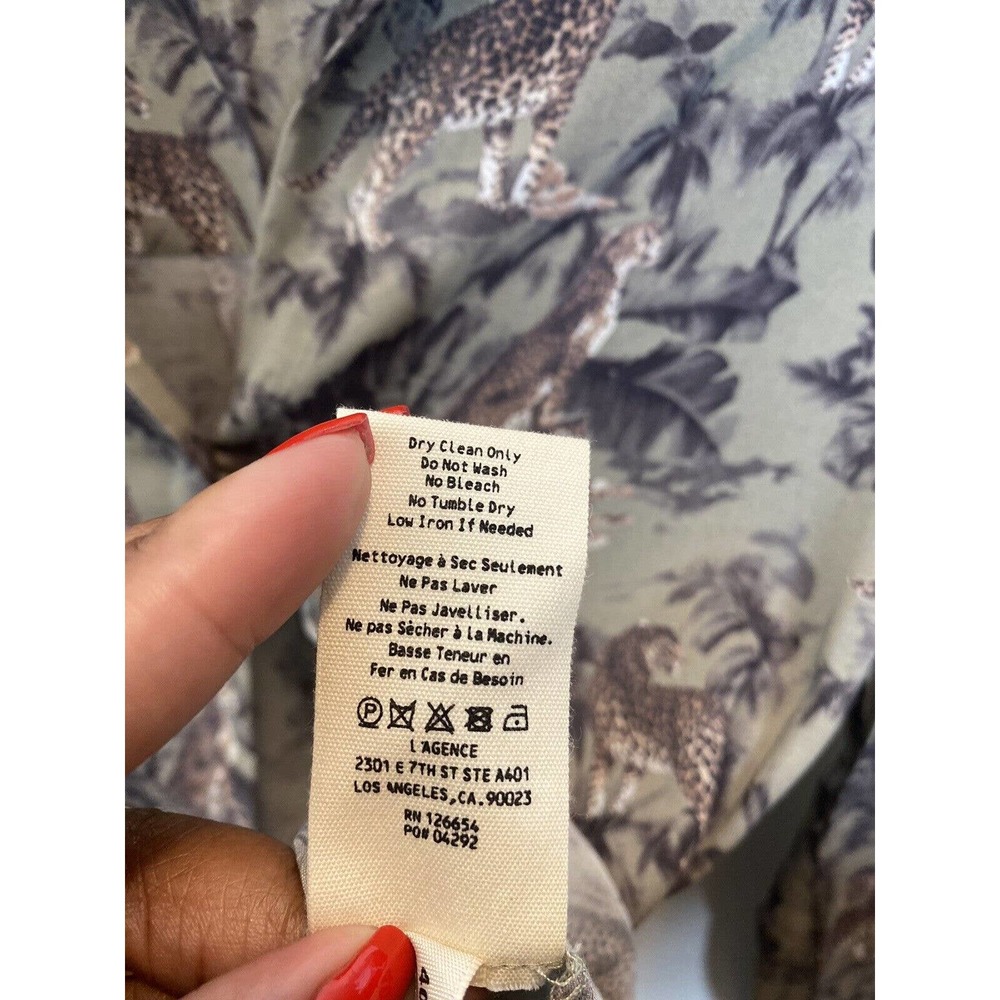 Dry Clean Only
Do Not Wash
No Bleach
No Tumble Dry
Low Iron If Needed
Nettoyage à Sec Seulement
Ne Pas Laver
Ne Pas Javelliser.
Ne pas Sècher à la Machine.
Basse Teneur en
Fer en Cas de Besoin
P
L'AGENCE
2301 E 7TH ST STE A401
LOS ANGELES, CA. 90023
RN 126654
PO# 04292